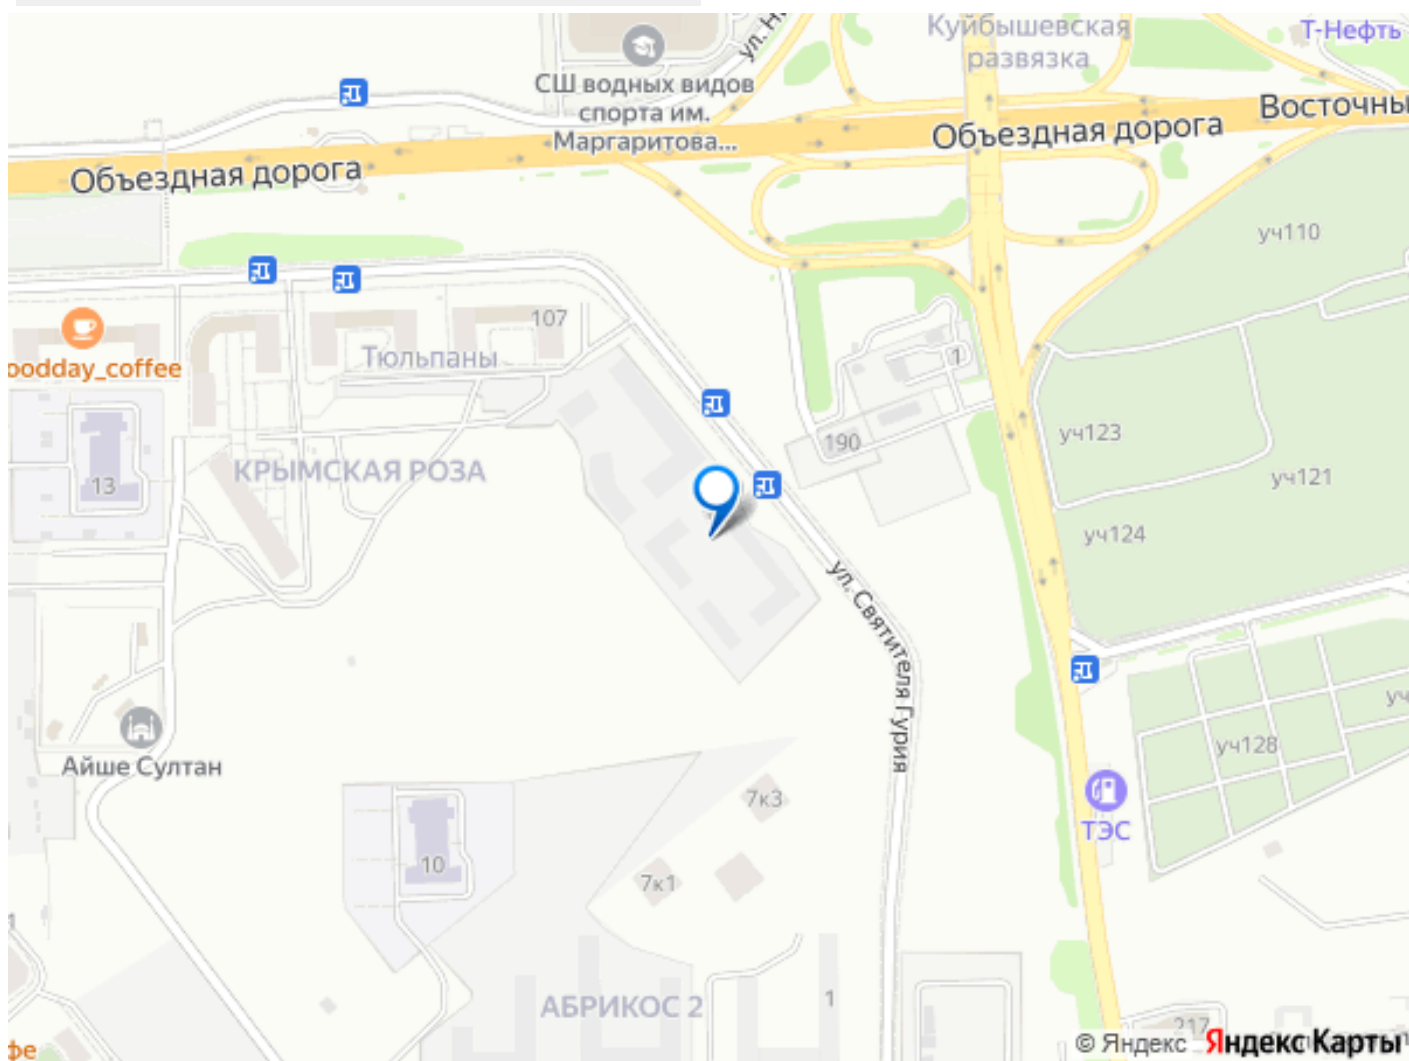 Куйбышевская
развязка
Т-Нефть
СШ водных видов
спорта им.
Маргаритова...
ул. Н
Восточны
Объездная дорога
Объездная дорога
уч110
107
Тюльпаны
oodday_coffee
1
190
уч123
КРЫМСКАЯ РОЗА
13
уч121
уч124
ул. Святителя Гурия
уч
уч128
Айше Султан
7к3
ТЭС
10
7к1
АБРИКОС 2
1
217
фе
© Яндекс Яндекс Карты